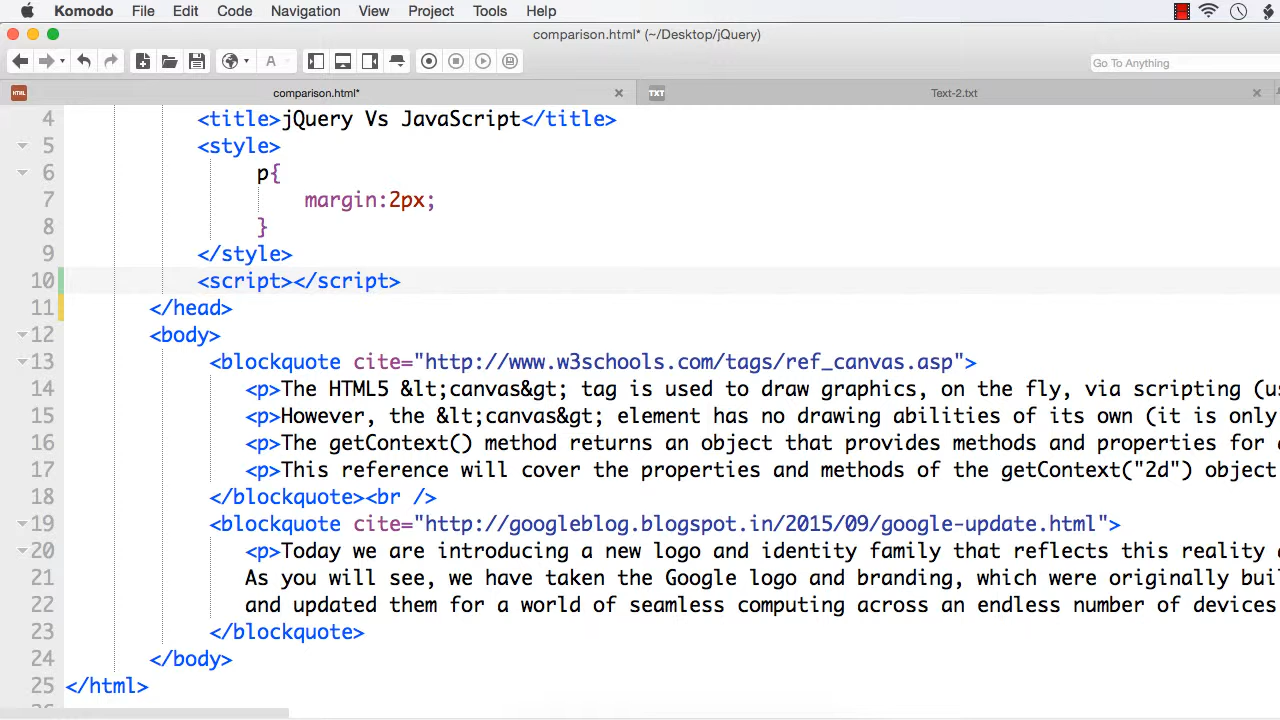 Komodo File Edit Code Navigation View Project Tools Help
comparison.html* (~/Desktop/jQuery)
A Go To Anything
HTML comparison.html* TXT Text-2.txt
4 <title>jQuery Vs JavaScript</title>
5 <style>
6 p{
7 margin:2px;
8 }
9 </style>
10 <script></script>
11 </head>
12 <body>
13 <blockquote cite="http://www.w3schools.com/tags/ref_canvas.asp">
14 <p>The HTML5 &lt;canvas&gt; tag is used to draw graphics, on the fly, via scripting (us
15 <p>However, the &lt;canvas&gt; element has no drawing abilities of its own (it is only
16 <p>The getContext() method returns an object that provides methods and properties for
17 <p>This reference will cover the properties and methods of the getContext("2d") object
18 </blockquote><br />
19 <blockquote cite="http://googleblog.blogspot.in/2015/09/google-update.html">
20 <p>Today we are introducing a new logo and identity family that reflects this reality
21 As you will see, we have taken the Google logo and branding, which were originally buil
22 and updated them for a world of seamless computing across an endless number of devices
23 </blockquote>
24 </body>
25 </html>